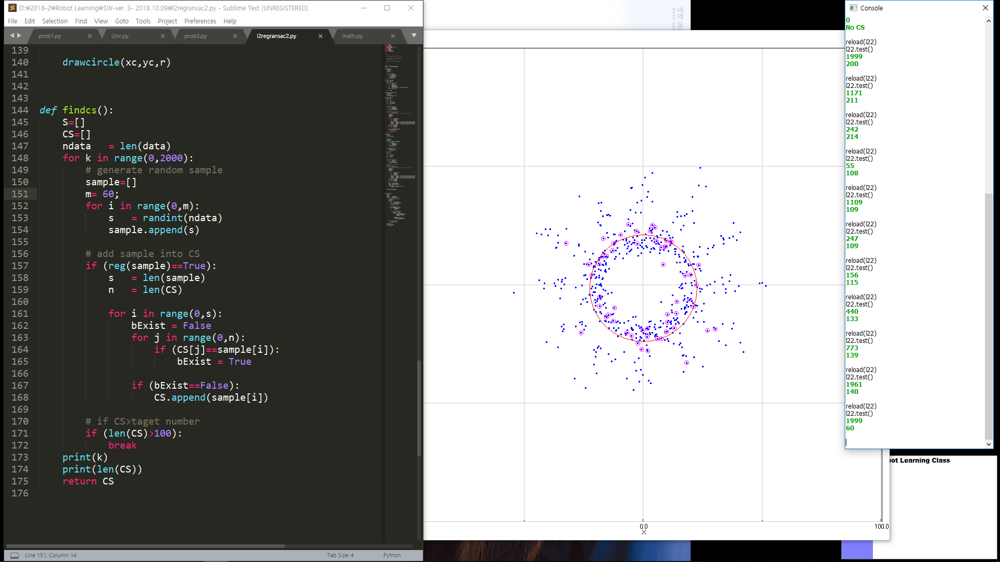 D:\2018-2\Robot Learning\SW-ver. 3- 2018.10.09\l2regransac2.py - Sublime Text (UNREGISTERED)
File Edit Selection Find View Goto Tools Project Preferences Help
prob1.py l2nr.py prob3.py l2regransac2.py math.py
139
140 drawcircle(xc,yc,r)
141
142
143
144 def findcs():
145 S=[]
146 CS=[]
147 ndata = len(data)
148 for k in range(0,2000):
149 # generate random sample
150 sample=[]
151 m= 60;
152 for i in range(0,m):
153 s = randint(ndata)
154 sample.append(s)
155
156 # add sample into CS
157 if (reg(sample)==True):
158 s = len(sample)
159 n = len(CS)
160
161 for i in range(0,s):
162 bExist = False
163 for j in range(0,n):
164 if (CS[j]==sample[i]):
165 bExist = True
166
167 if (bExist==False):
168 CS.append(sample[i])
169
170 # if CS>taget number
171 if (len(CS)>100):
172 break
173 print(k)
174 print(len(CS))
175 return CS
176
Line 151, Column 14 Tab Size: 4 Python
0.0
X
100.0
Console
0
No CS
reload(l22)
l22.test()
1999
200
reload(l22)
l22.test()
1171
211
reload(l22)
l22.test()
242
214
reload(l22)
l22.test()
55
108
reload(l22)
l22.test()
1109
109
reload(l22)
l22.test()
247
109
reload(l22)
l22.test()
156
115
reload(l22)
l22.test()
440
133
reload(l22)
l22.test()
773
139
reload(l22)
l22.test()
1961
140
reload(l22)
l22.test()
1999
60
bot Learning Class